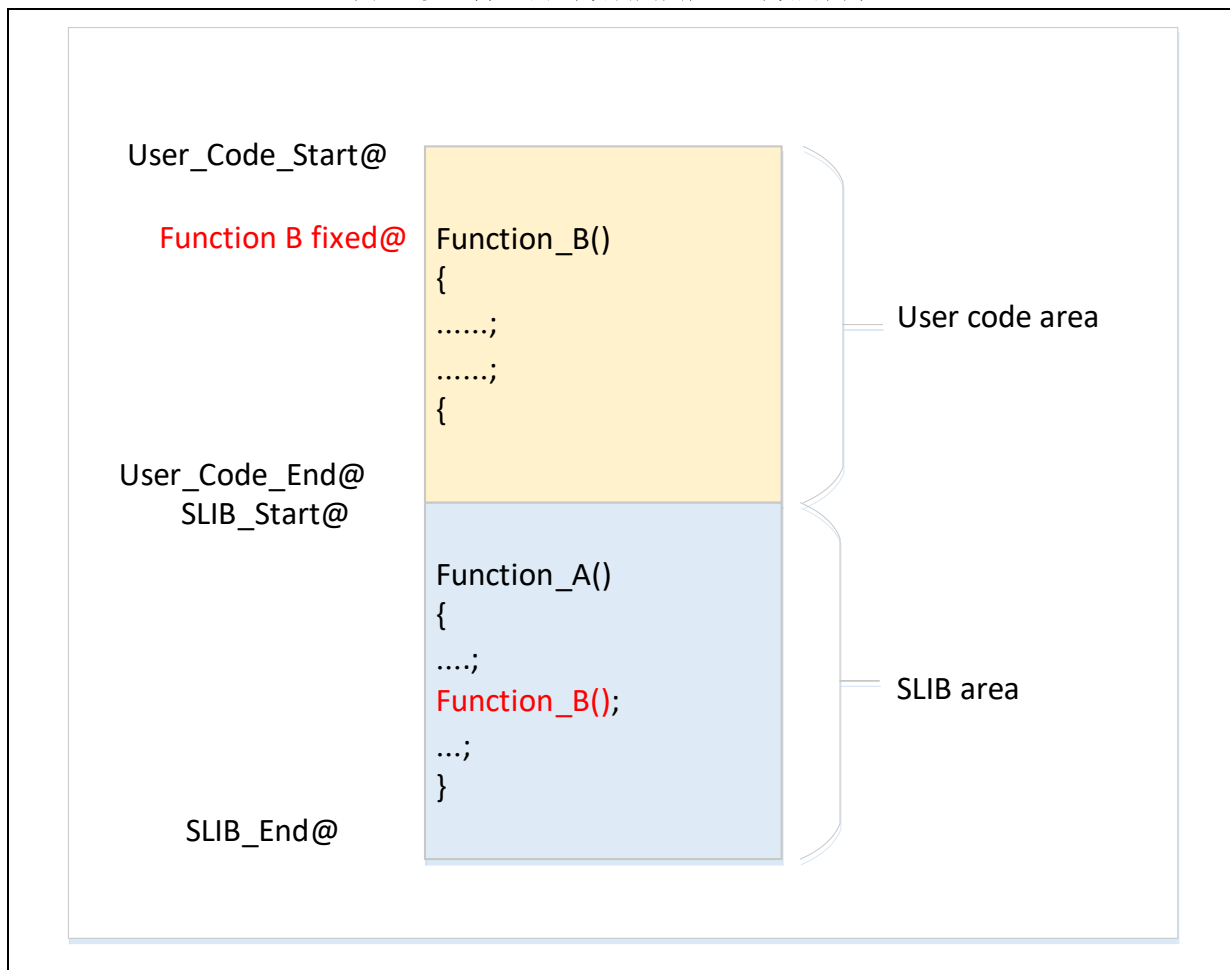 User_Code_Start@
Function B fixed@
Function_B()
{
......;
......;
{
User code area
User_Code_End@
SLIB_Start@
Function_A()
{
....;
Function_B();
...;
}
SLIB area
SLIB_End@